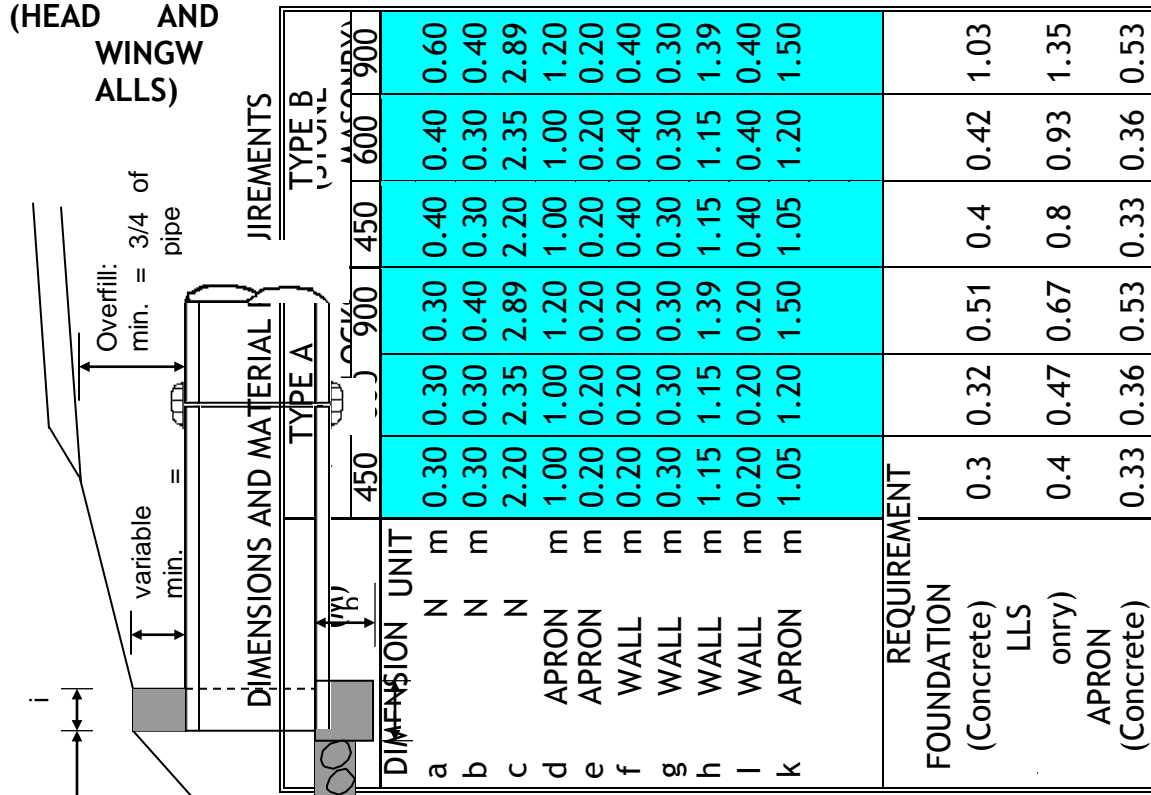 (HEAD AND
WINGW
ALLS)
Overfill:
min. = 3/4 of
pipe
variable
min. =
i
b
DIMENSIONS AND MATERIAL
JIREMENTS
TYPE A TYPE B
DIMENSION UNIT 450 900 450 600 900
a N m 0.30 0.30 0.30 0.40 0.40 0.60
b N m 0.30 0.30 0.40 0.30 0.30 0.40
c N 2.20 2.35 2.89 2.20 2.35 2.89
d APRON m 1.00 1.00 1.20 1.00 1.00 1.20
e APRON m 0.20 0.20 0.20 0.20 0.20 0.20
f WALL m 0.20 0.20 0.20 0.40 0.40 0.40
g WALL m 0.30 0.30 0.30 0.30 0.30 0.30
h WALL m 1.15 1.15 1.39 1.15 1.15 1.39
I WALL m 0.20 0.20 0.20 0.40 0.40 0.40
k APRON m 1.05 1.20 1.50 1.05 1.20 1.50
REQUIREMENT
FOUNDATION
(Concrete) 0.3 0.32 0.51 0.4 0.42 1.03
LLS
onry) 0.4 0.47 0.67 0.8 0.93 1.35
APRON
(Concrete) 0.33 0.36 0.53 0.33 0.36 0.53